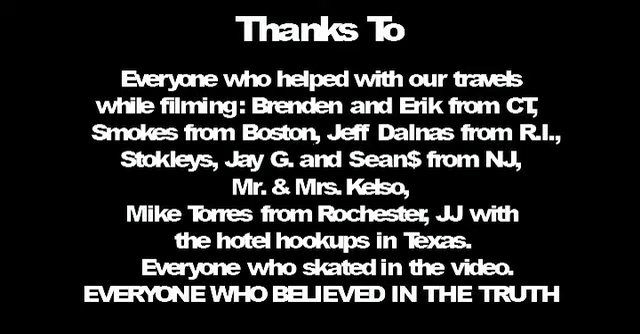 Thanks To
Everyone who helped with our travels
while filming: Brenden and Erik from CT,
Smokes from Boston, Jeff Dalnas from R.I.,
Stokleys, Jay G. and Sean$ from NJ,
Mr. & Mrs. Kelso,
Mike Torres from Rochester, JJ with
the hotel hookups in Texas.
Everyone who skated in the video.
EVERYONE WHO BELIEVED IN THE TRUTH